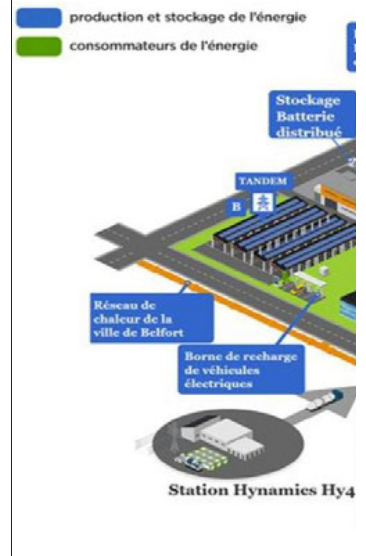 production et stockage de l'énergie
consommateurs de l'énergie
Stockage
Batterie
distribué
TANDEM
B
Réseau de
chaleur de la
ville de Belfort
Borne de recharge
de véhicules
électriques
Station Hynamics Hy4